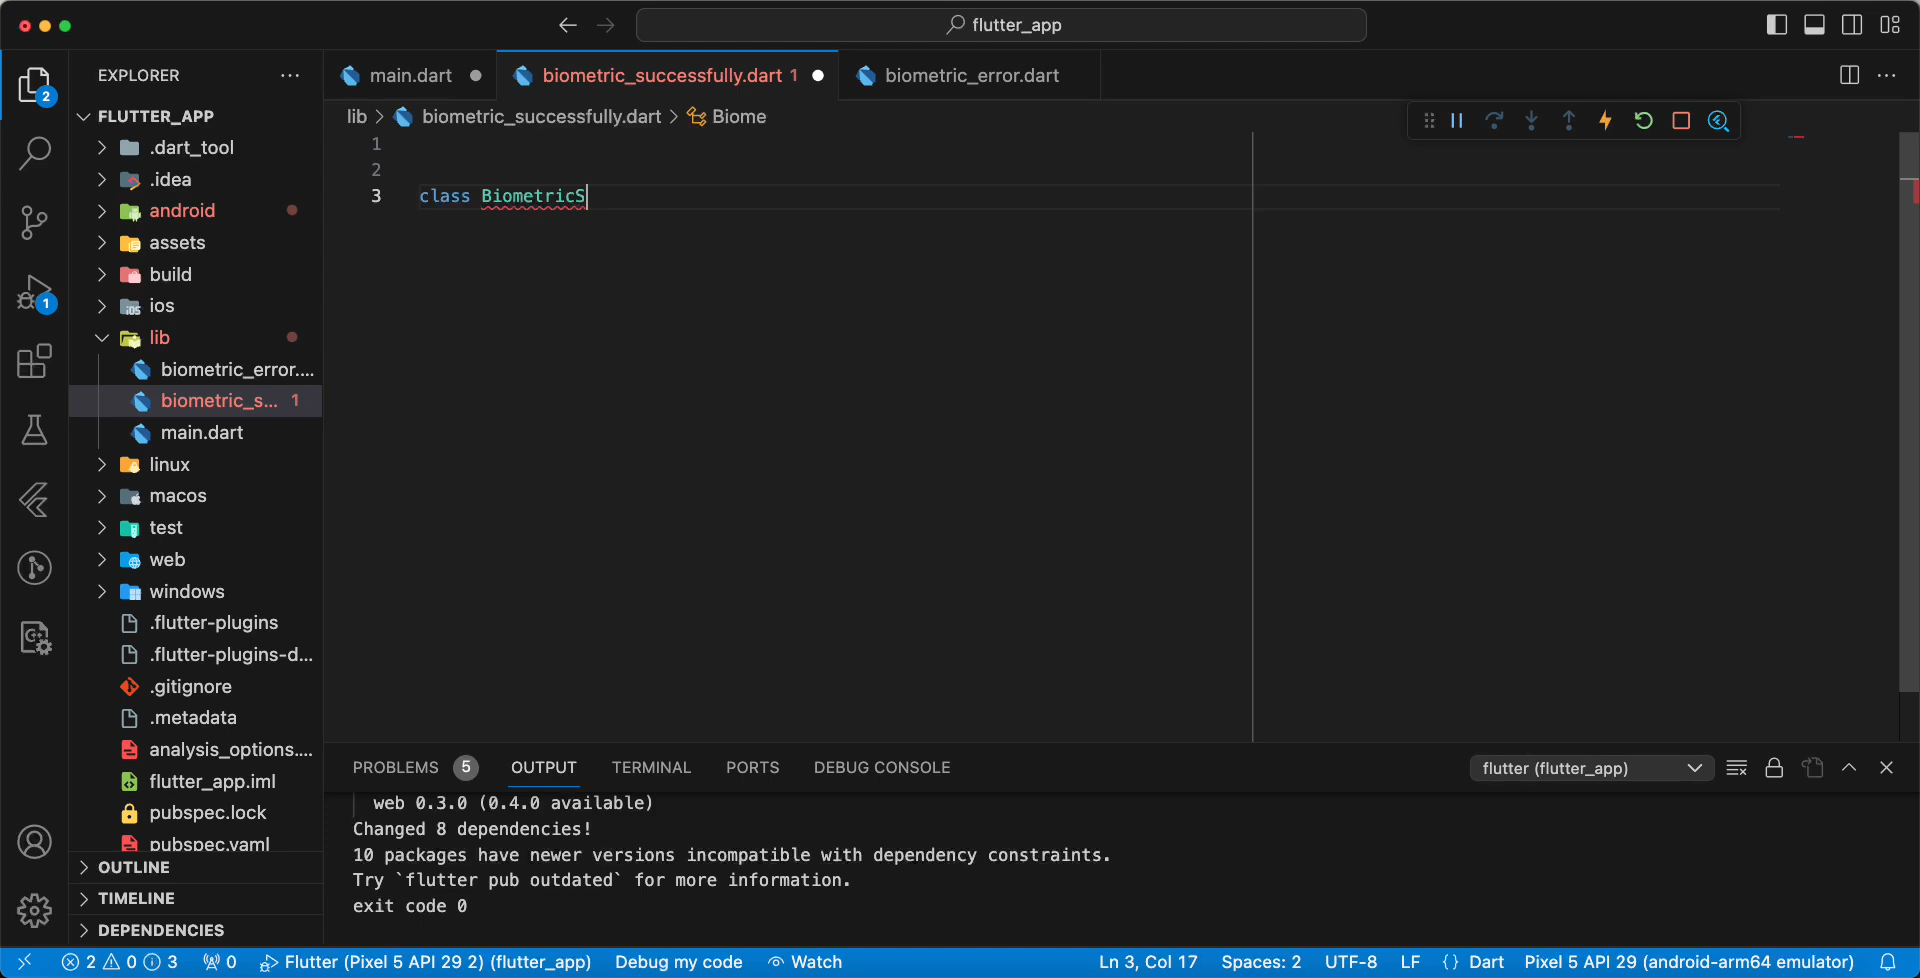 flutter_app
EXPLORER
2
FLUTTER_APP
.dart_tool
.idea
android
assets
build
ios
lib
biometric_error....
biometric_s... 1
main.dart
linux
macos
test
web
windows
.flutter-plugins
.flutter-plugins-d...
.gitignore
.metadata
analysis_options....
flutter_app.iml
pubspec.lock
pubspec.yaml
OUTLINE
TIMELINE
DEPENDENCIES
1
main.dart
biometric_successfully.dart 1
biometric_error.dart
lib > biometric_successfully.dart > Biome
1
2
3 class BiometricS
PROBLEMS 5 OUTPUT TERMINAL PORTS DEBUG CONSOLE
flutter (flutter_app)
web 0.3.0 (0.4.0 available)
Changed 8 dependencies!
10 packages have newer versions incompatible with dependency constraints.
Try `flutter pub outdated` for more information.
exit code 0
2 0 3 0 Flutter (Pixel 5 API 29 2) (flutter_app) Debug my code Watch Ln 3, Col 17 Spaces: 2 UTF-8 LF {} Dart Pixel 5 API 29 (android-arm64 emulator)